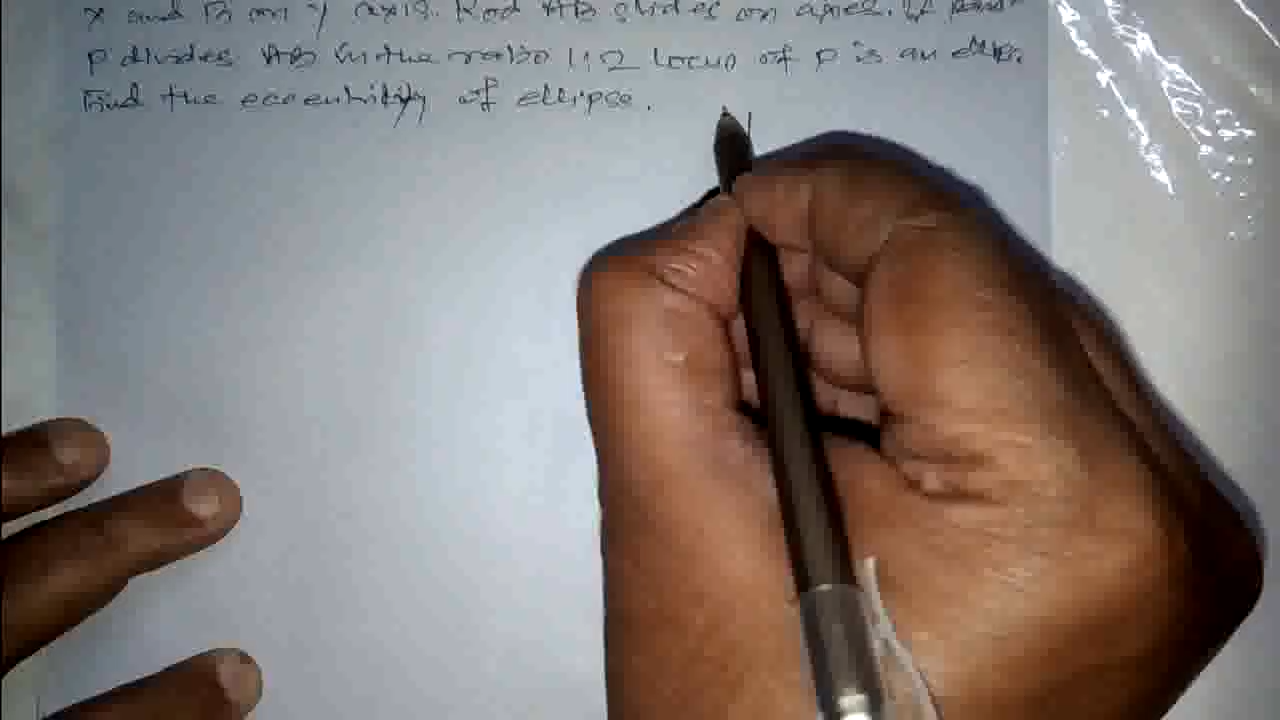 x and B on y axis. Rod AB slides on axes. If point
P divides AB in the ratio 1:2 locus of P is an
Find the eccentricity of ellipse.